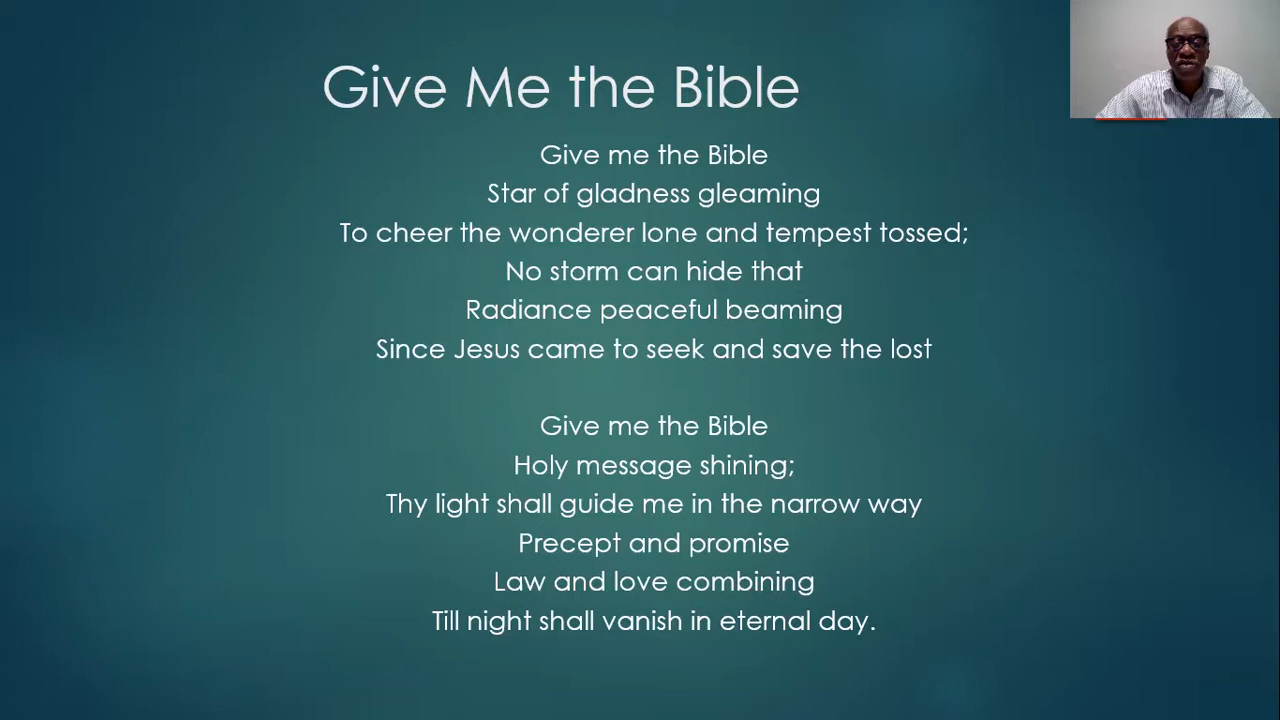 Give Me the Bible
Give me the Bible
Star of gladness gleaming
To cheer the wonderer lone and tempest tossed;
No storm can hide that
Radiance peaceful beaming
Since Jesus came to seek and save the lost
Give me the Bible
Holy message shining;
Thy light shall guide me in the narrow way
Precept and promise
Law and love combining
Till night shall vanish in eternal day.